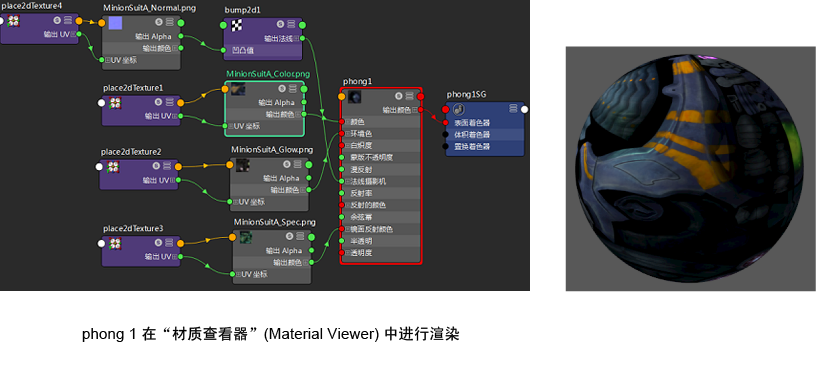 place2dTexture4
输出 UV
MinionSuitA_Normal.png
输出 Alpha
输出颜色
UV 坐标
bump2d1
输出法线
凹凸值
place2dTexture1
输出 UV
MinionSuitA_Color.png
输出 Alpha
输出颜色
UV 坐标
place2dTexture2
输出 UV
MinionSuitA_Glow.png
输出 Alpha
输出颜色
UV 坐标
place2dTexture3
输出 UV
MinionSuitA_Spec.png
输出 Alpha
输出颜色
UV 坐标
phong1
输出颜色
颜色
环境色
白炽度
蒙版不透明度
漫反射
法线摄影机
反射率
反射的颜色
余弦幂
镜面反射颜色
半透明
透明度
phong1SG
表面着色器
体积着色器
置换着色器
phong 1 在“材质查看器”(Material Viewer) 中进行渲染